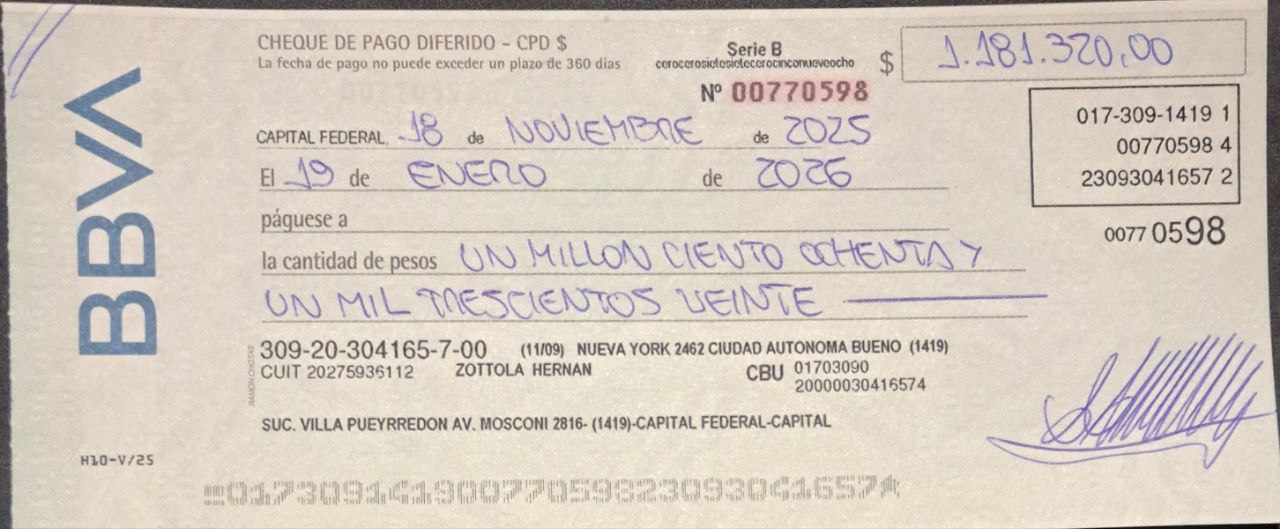 BBVA
CHEQUE DE PAGO DIFERIDO - CPD $
La fecha de pago no puede exceder un plazo de 360 días
Serie B
cerocerosietesietecerocinconueveocho
Nº 00770598
$ 1.181.320,00
017-309-1419 1
00770598 4
23093041657 2
0077 0598
CAPITAL FEDERAL, 18 de NOVIEMBRE de 2025
El 19 de ENERO de 2026
páguese a
la cantidad de pesos UN MILLON CIENTO OCHENTA Y
UN MIL TRESCIENTOS VEINTE
309-20-304165-7-00 (11/09) NUEVA YORK 2462 CIUDAD AUTONOMA BUENO (1419)
CUIT 20275936112 ZOTTOLA HERNAN CBU 01703090
20000030416574
RAMON CHOZAS
SUC. VILLA PUEYRREDON AV. MOSCONI 2816- (1419)-CAPITAL FEDERAL-CAPITAL
H10-V/25
01730914190077059823093041657